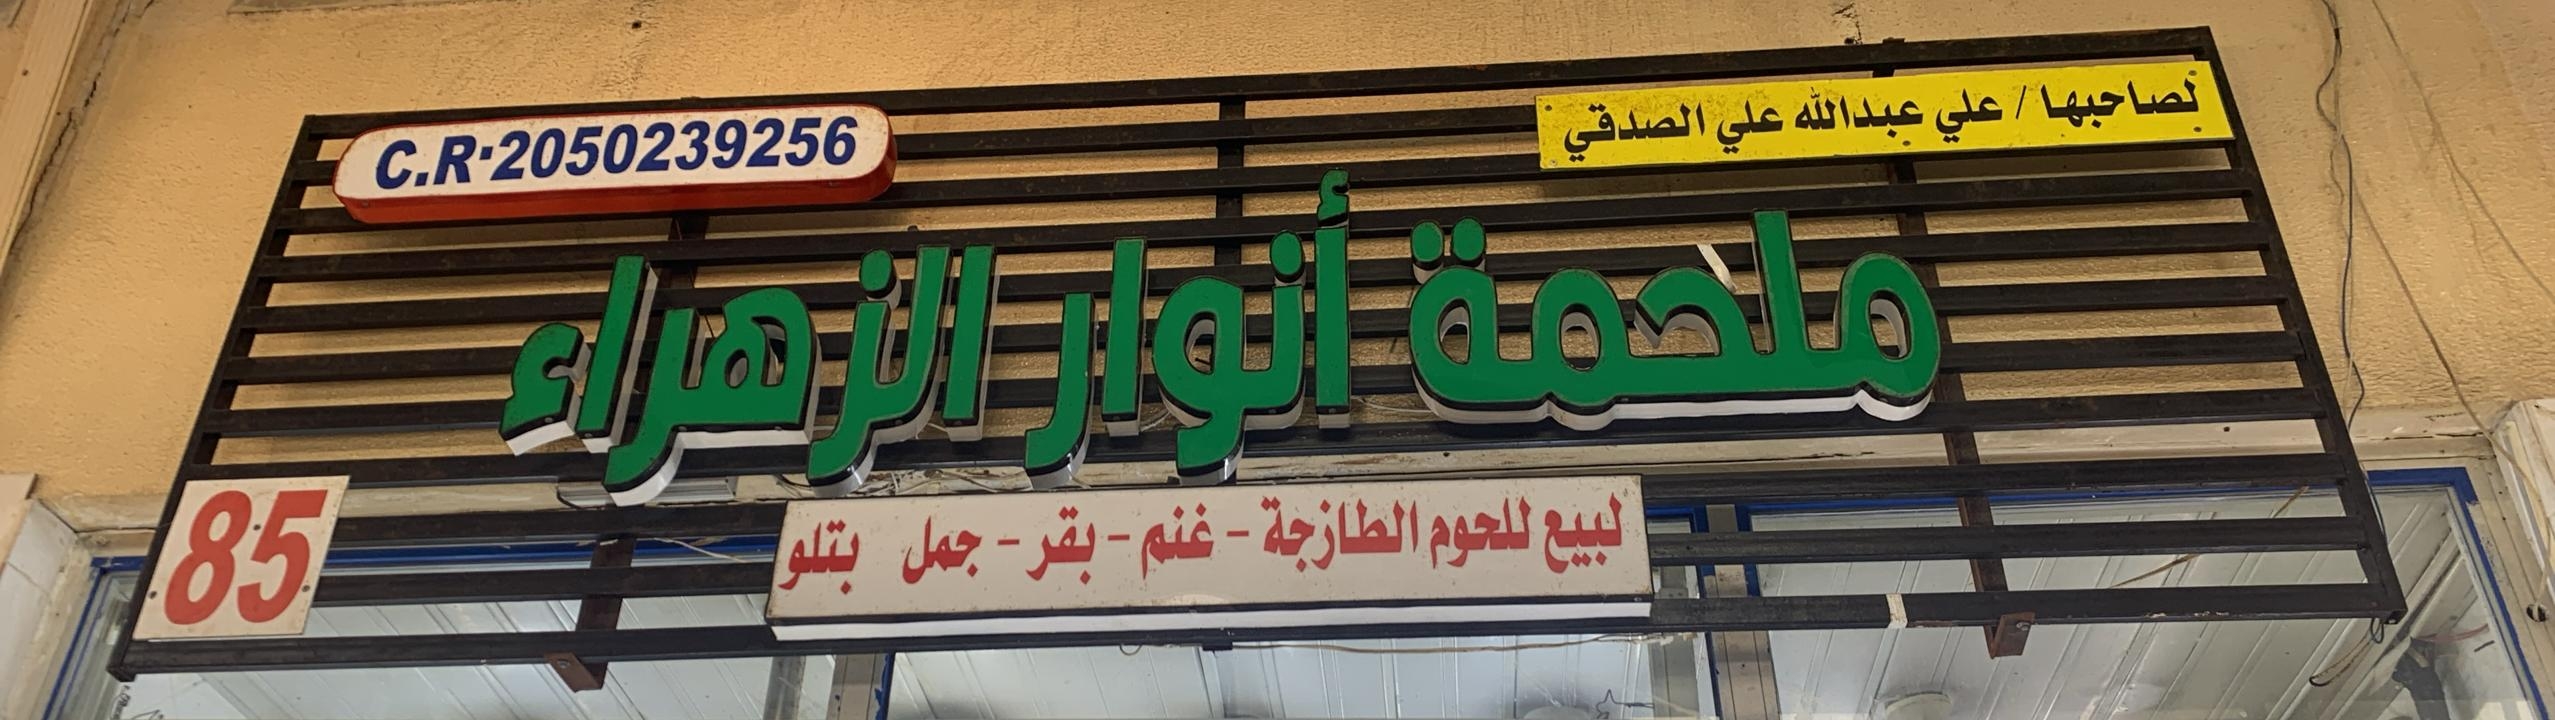 لصاحبها / علي عبدالله علي الصدقي
C.R·2050239256
ملحمة أنوار الزهراء
لبيع للحوم الطازجة - غنم - بقر - جمل بتلو
85